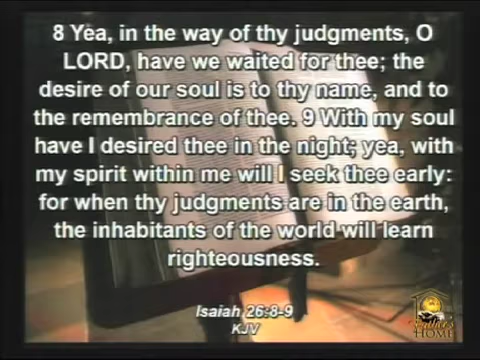 8 Yea, in the way of thy judgments, O
LORD, have we waited for thee; the
desire of our soul is to thy name, and to
the remembrance of thee. 9 With my soul
have I desired thee in the night; yea, with
my spirit within me will I seek thee early:
for when thy judgments are in the earth,
the inhabitants of the world will learn
righteousness.
Isaiah 26:8-9
KJV
Father's
HOME